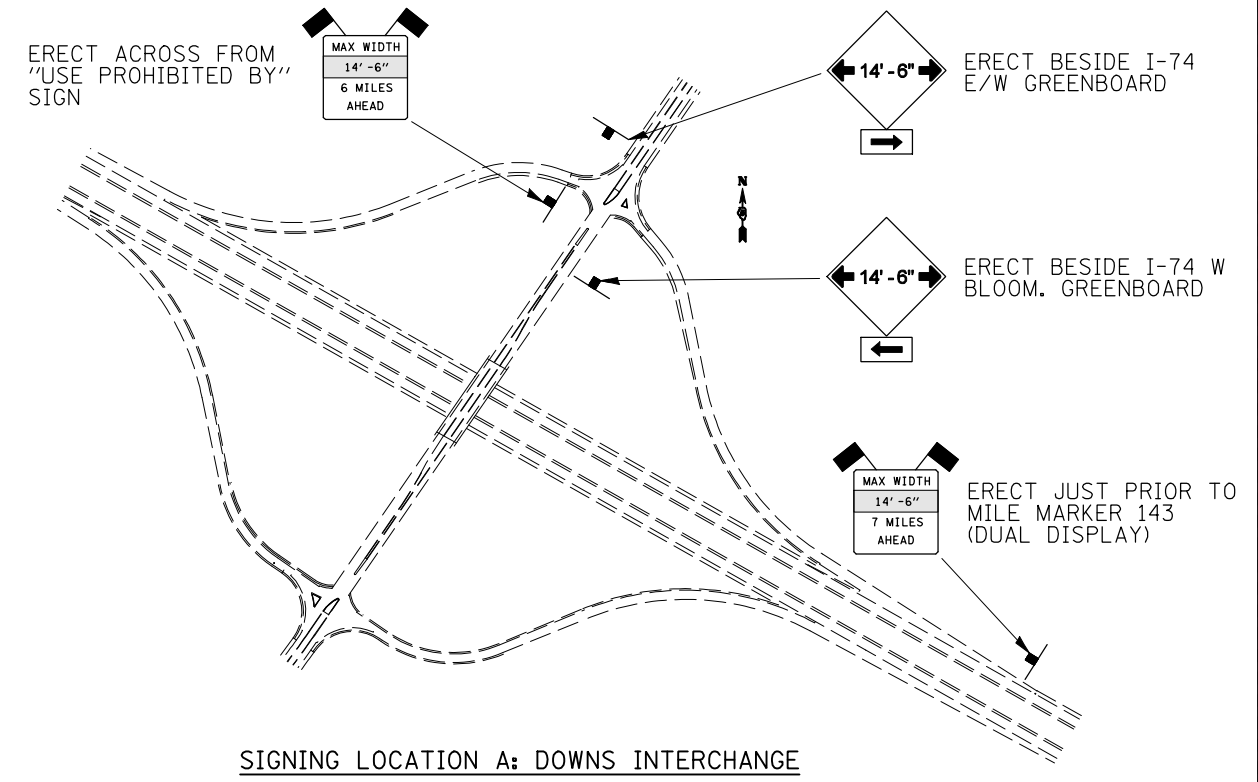 ERECT ACROSS FROM
"USE PROHIBITED BY"
SIGN
MAX WIDTH
14'-6"
6 MILES
AHEAD
14'-6"
ERECT BESIDE I-74
E/W GREENBOARD
N
14'-6"
ERECT BESIDE I-74 W
BLOOM. GREENBOARD
MAX WIDTH
14'-6"
7 MILES
AHEAD
ERECT JUST PRIOR TO
MILE MARKER 143
(DUAL DISPLAY)
SIGNING LOCATION A: DOWNS INTERCHANGE